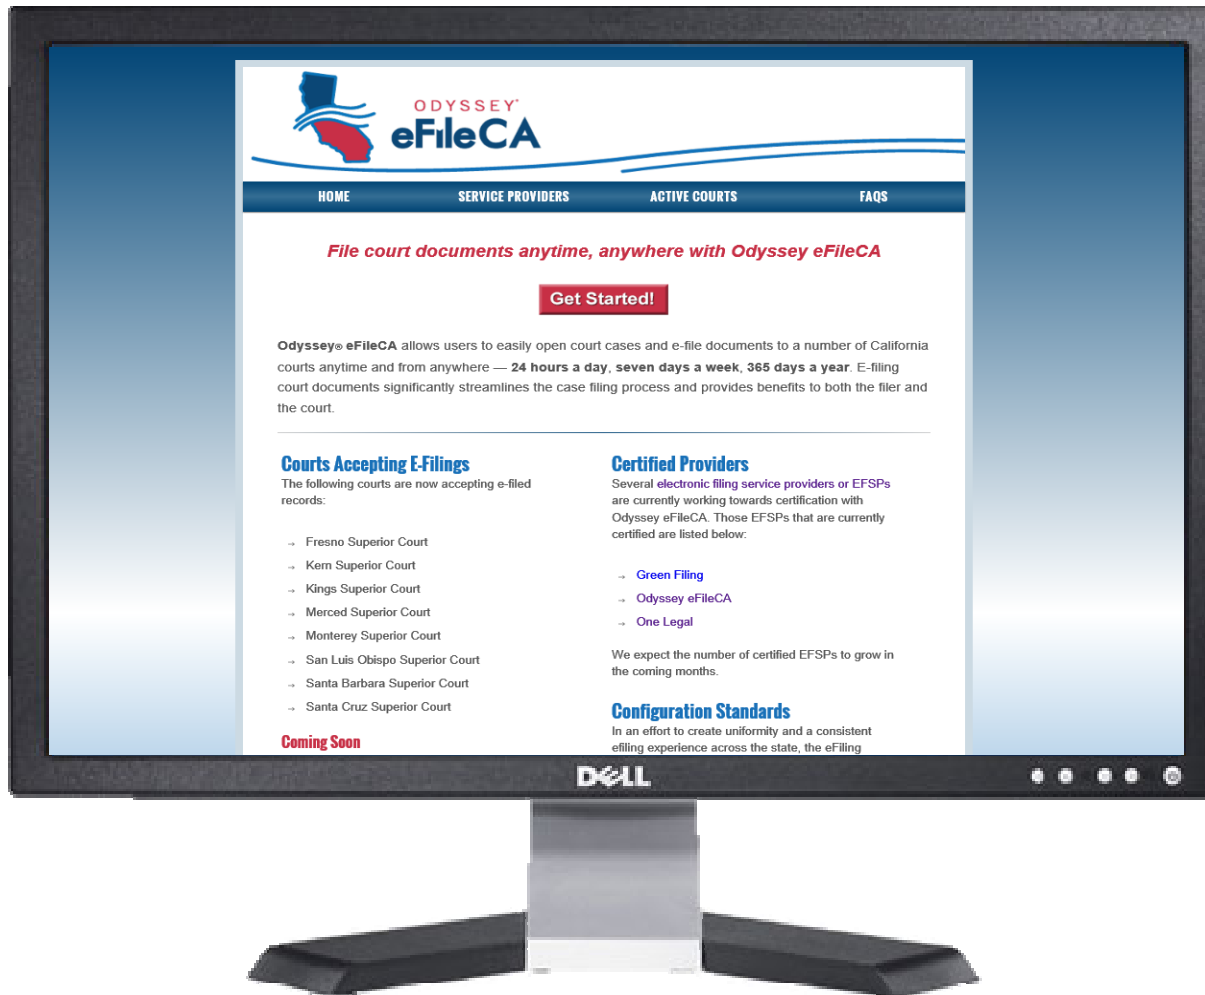 ODYSSEY®
eFileCA
HOME SERVICE PROVIDERS ACTIVE COURTS FAQS
File court documents anytime, anywhere with Odyssey eFileCA
Get Started!
Odyssey® eFileCA allows users to easily open court cases and e-file documents to a number of California
courts anytime and from anywhere — 24 hours a day, seven days a week, 365 days a year. E-filing
court documents significantly streamlines the case filing process and provides benefits to both the filer and
the court.
Courts Accepting E-Filings
The following courts are now accepting e-filed
records:
→ Fresno Superior Court
→ Kern Superior Court
→ Kings Superior Court
→ Merced Superior Court
→ Monterey Superior Court
→ San Luis Obispo Superior Court
→ Santa Barbara Superior Court
→ Santa Cruz Superior Court
Coming Soon
Certified Providers
Several electronic filing service providers or EFSPs
are currently working towards certification with
Odyssey eFileCA. Those EFSPs that are currently
certified are listed below:
→ Green Filing
→ Odyssey eFileCA
→ One Legal
We expect the number of certified EFSPs to grow in
the coming months.
Configuration Standards
In an effort to create uniformity and a consistent
efiling experience across the state, the eFiling
DELL